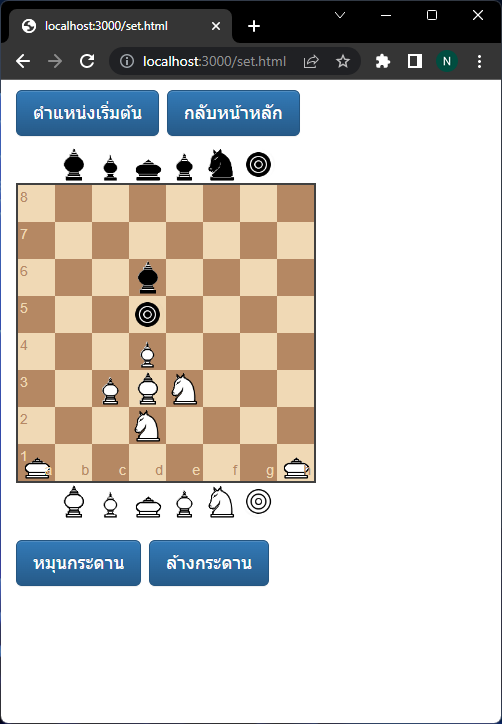 localhost:3000/set.html
localhost:3000/set.html
N
ตำแหน่งเริ่มต้น กลับหน้าหลัก
8
7
6
5
4
3
2
1
a b c d e f g h
หมุนกระดาน ล้างกระดาน